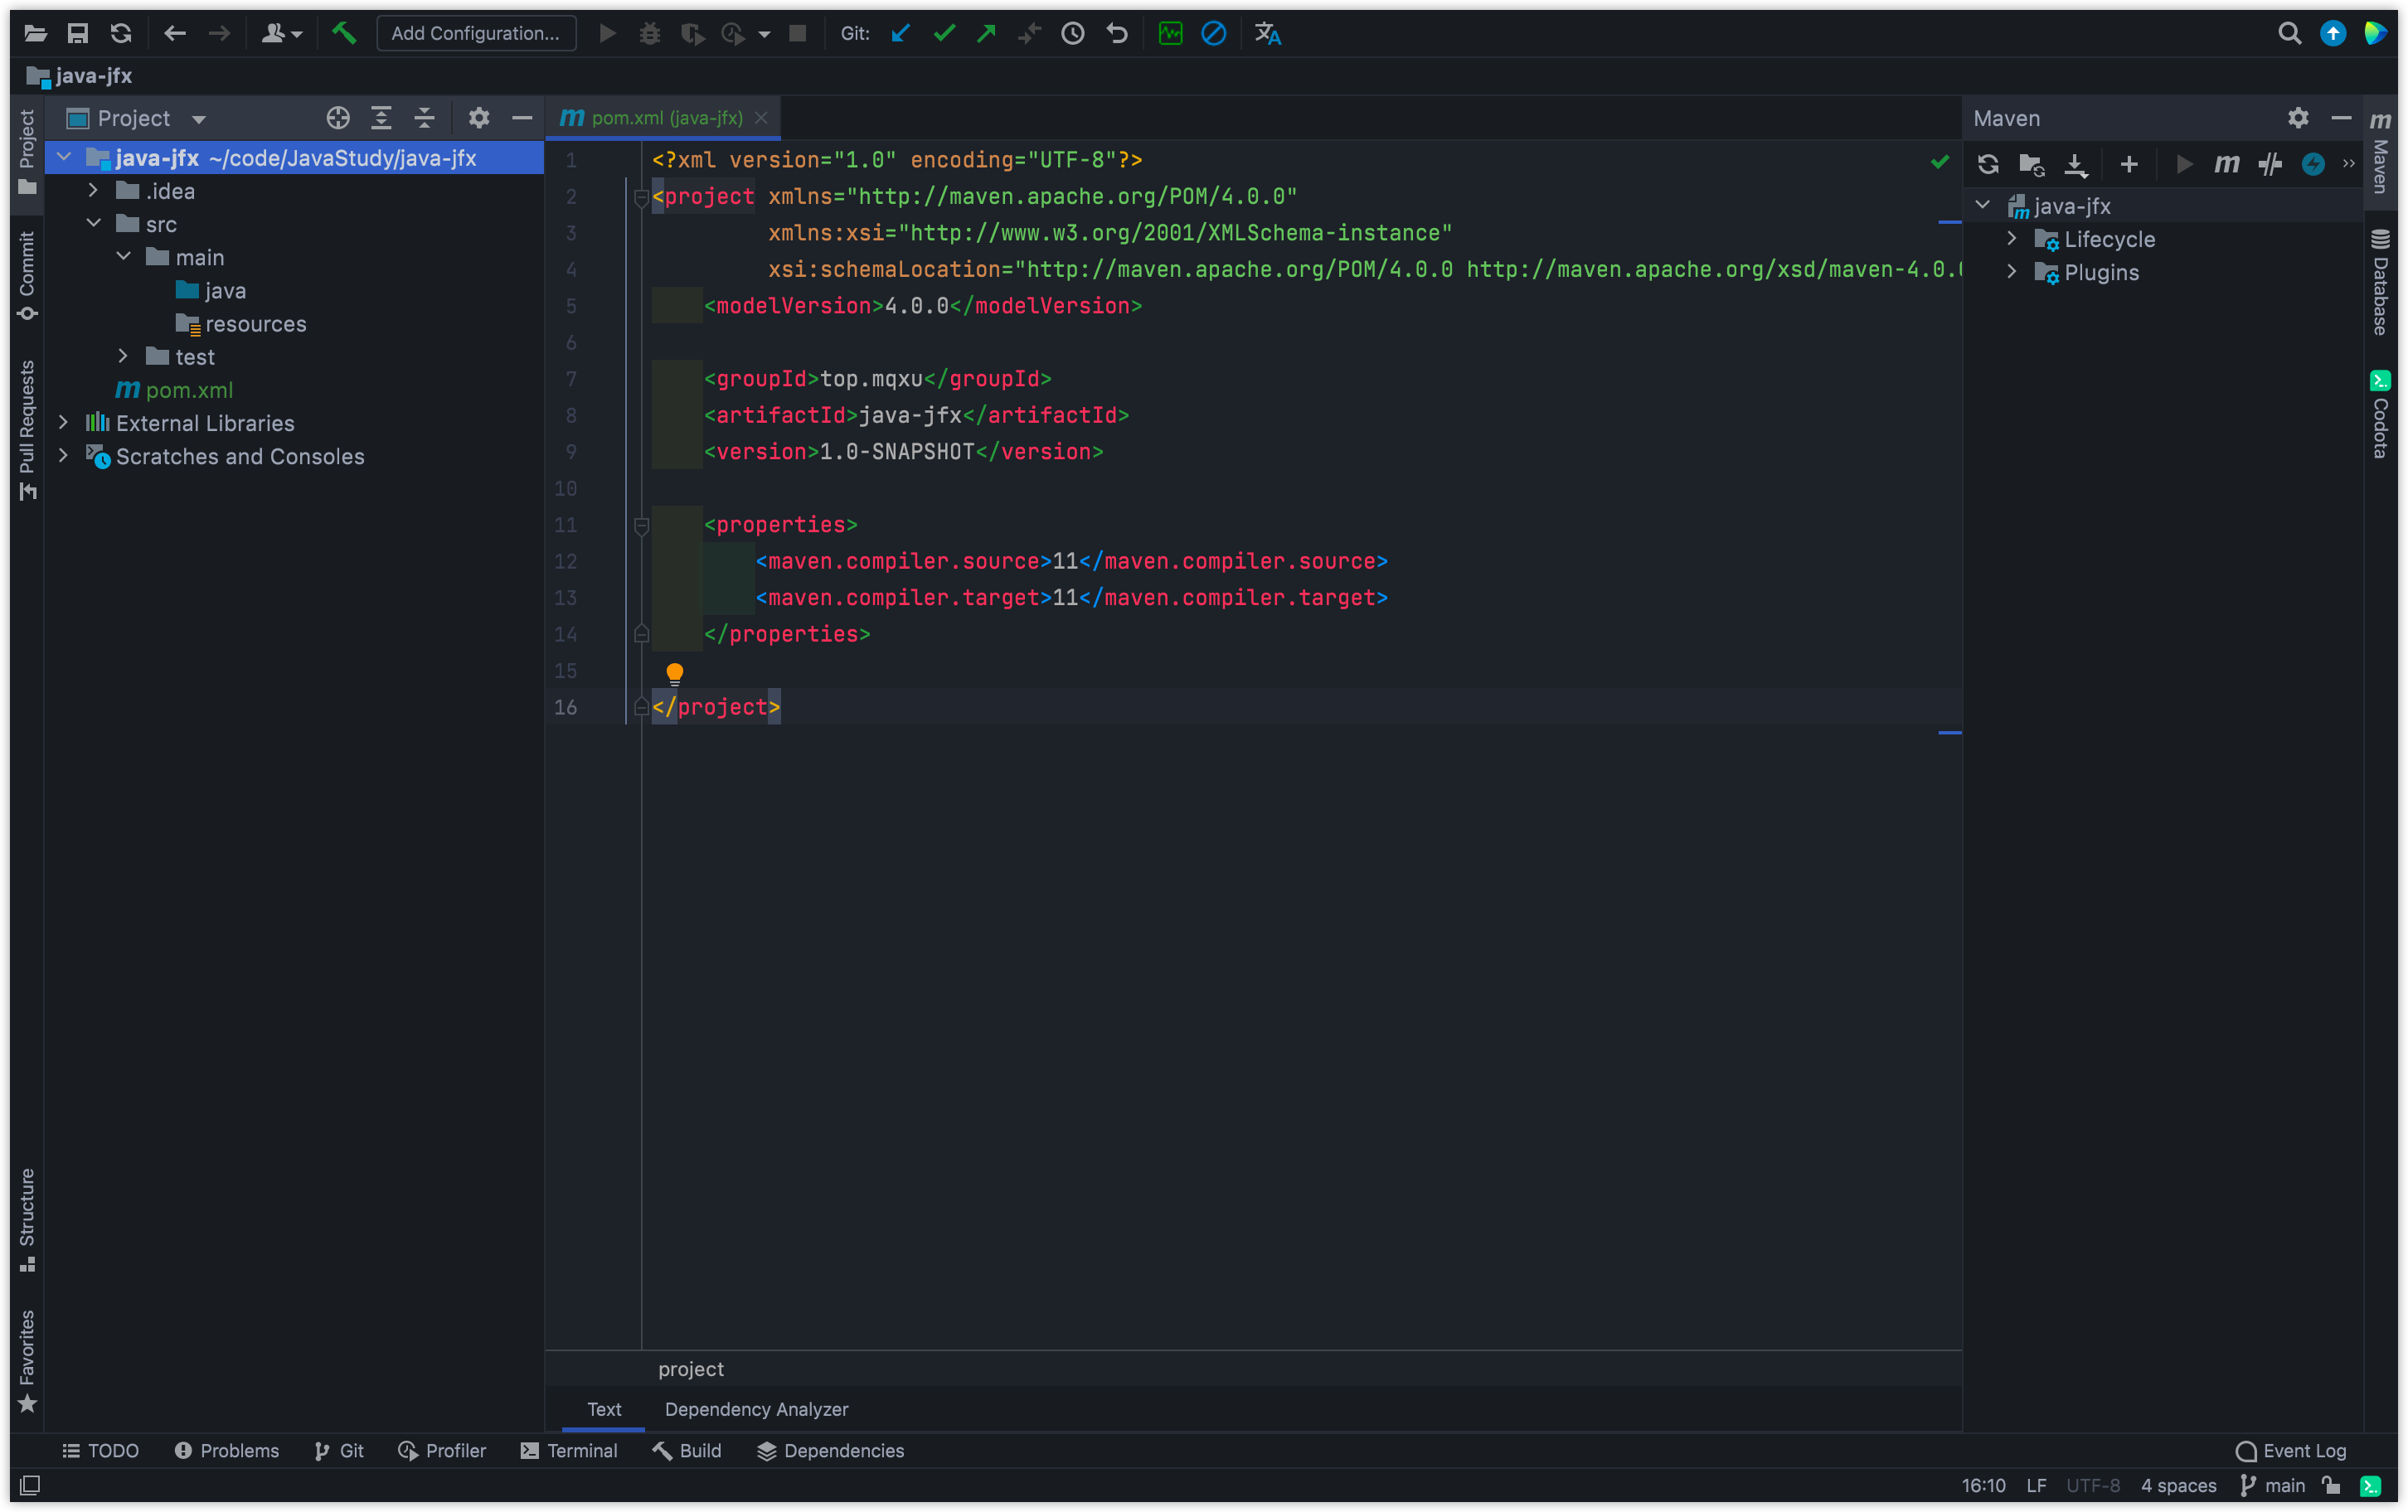 Add Configuration...
Git:
java-jfx
Project
pom.xml (java-jfx)
Maven
Project
Commit
Pull Requests
Structure
Favorites
java-jfx ~/code/JavaStudy/java-jfx
.idea
src
main
java
resources
test
pom.xml
External Libraries
Scratches and Consoles
1 <?xml version="1.0" encoding="UTF-8"?>
2 <project xmlns="http://maven.apache.org/POM/4.0.0"
3 xmlns:xsi="http://www.w3.org/2001/XMLSchema-instance"
4 xsi:schemaLocation="http://maven.apache.org/POM/4.0.0 http://maven.apache.org/xsd/maven-4.0.
5 <modelVersion>4.0.0</modelVersion>
6
7 <groupId>top.mqxu</groupId>
8 <artifactId>java-jfx</artifactId>
9 <version>1.0-SNAPSHOT</version>
10
11 <properties>
12 <maven.compiler.source>11</maven.compiler.source>
13 <maven.compiler.target>11</maven.compiler.target>
14 </properties>
15
16 </project>
java-jfx
Lifecycle
Plugins
Maven
Database
Codota
project
Text Dependency Analyzer
TODO Problems Git Profiler Terminal Build Dependencies Event Log
16:10 LF UTF-8 4 spaces main